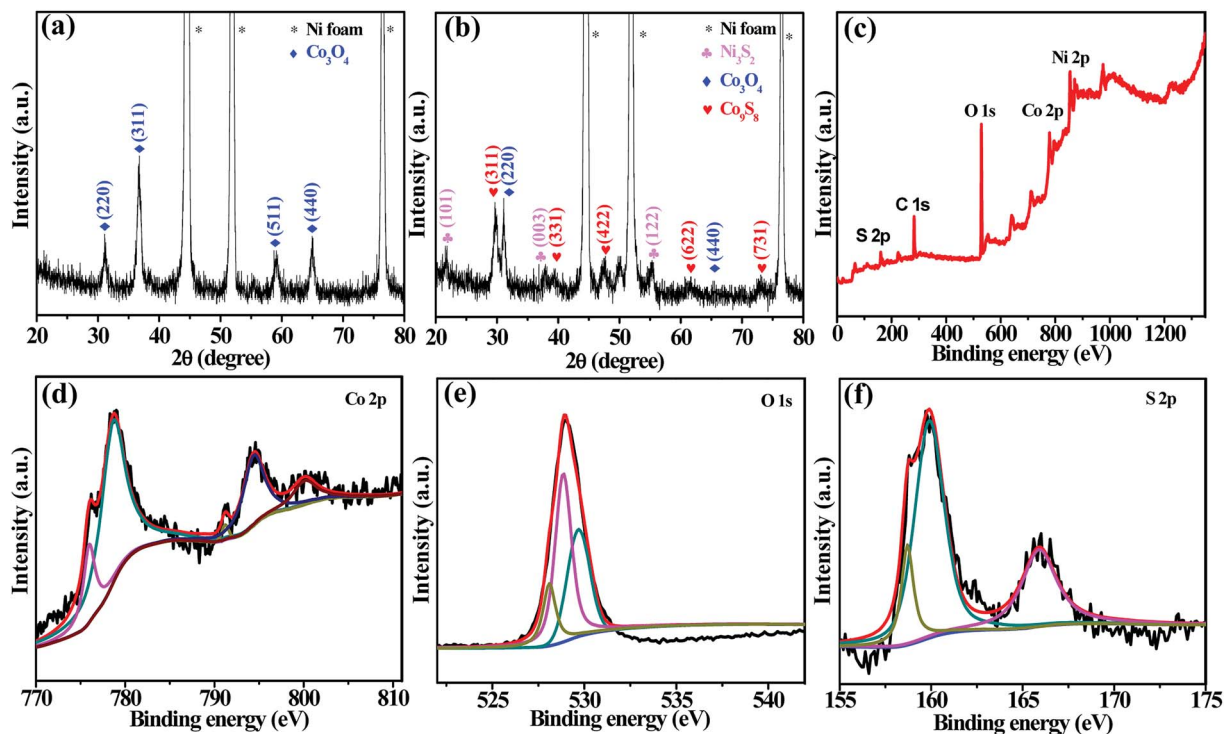 (a)
* Ni foam
♦ Co₃O₄
*
*
*
♦(220)
♦(311)
♦(511)
♦(440)
Intensity (a.u.)
20 30 40 50 60 70 80
2θ (degree)
(b)
* Ni foam
♣ Ni₃S₂
♦ Co₃O₄
♥ Co₉S₈
*
*
*
♣(101)
♥(311)
♦(220)
♣(003)
♥(331)
♥(422)
♣(122)
♥(622)
♦(440)
♥(731)
Intensity (a.u.)
20 30 40 50 60 70 80
2θ (degree)
(c)
S 2p
C 1s
O 1s
Co 2p
Ni 2p
Intensity (a.u.)
0 200 400 600 800 1000 1200
Binding energy (eV)
(d)
Co 2p
Intensity (a.u.)
770 780 790 800 810
Binding energy (eV)
(e)
O 1s
Intensity (a.u.)
525 530 535 540
Binding energy (eV)
(f)
S 2p
Intensity (a.u.)
155 160 165 170 175
Binding energy (eV)